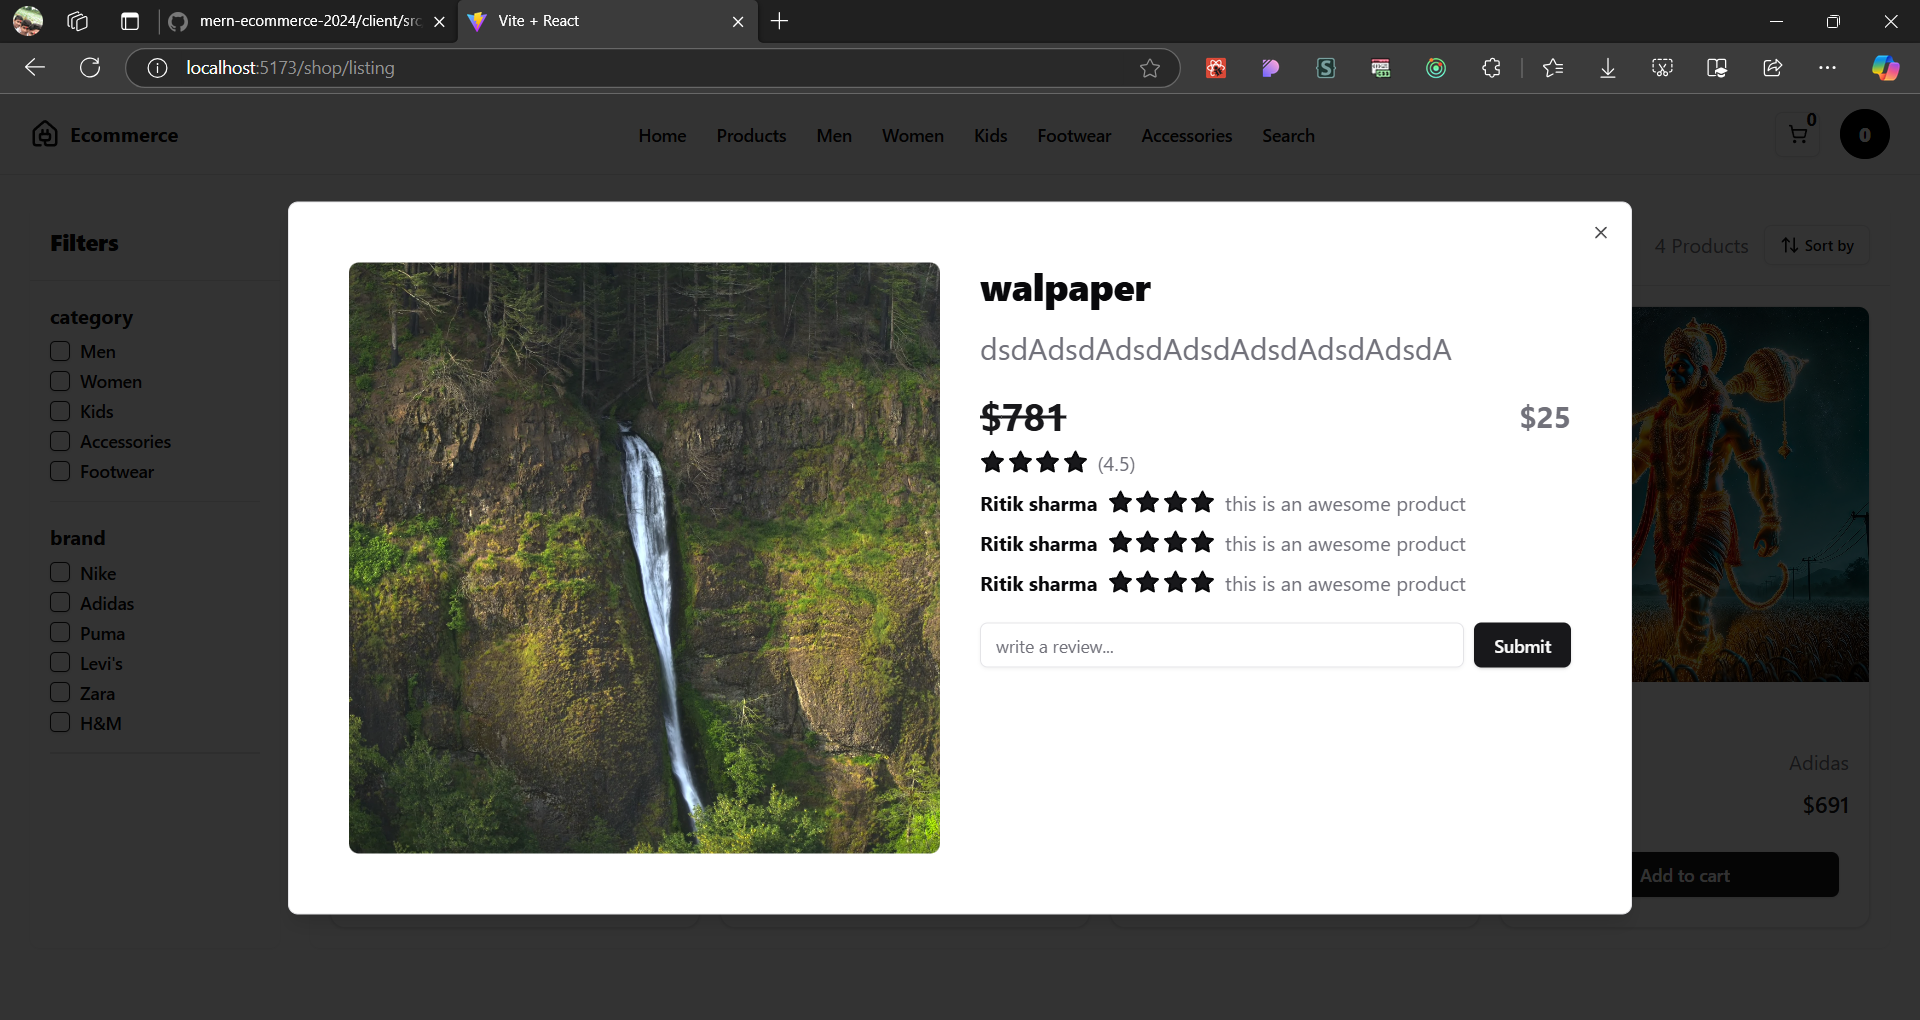 mern-ecommerce-2024/client/src
Vite + React
localhost:5173/shop/listing
Ecommerce
Home Products Men Women Kids Footwear Accessories Search
0
0
Filters
4 Products
Sort by
category
Men
Women
Kids
Accessories
Footwear
brand
Nike
Adidas
Puma
Levi's
Zara
H&M
walpaper
dsdAdsdAdsdAdsdAdsdAdsdAdsdA
$781 $25
(4.5)
Ritik sharma this is an awesome product
Ritik sharma this is an awesome product
Ritik sharma this is an awesome product
write a review...
Submit
Adidas
$691
Add to cart